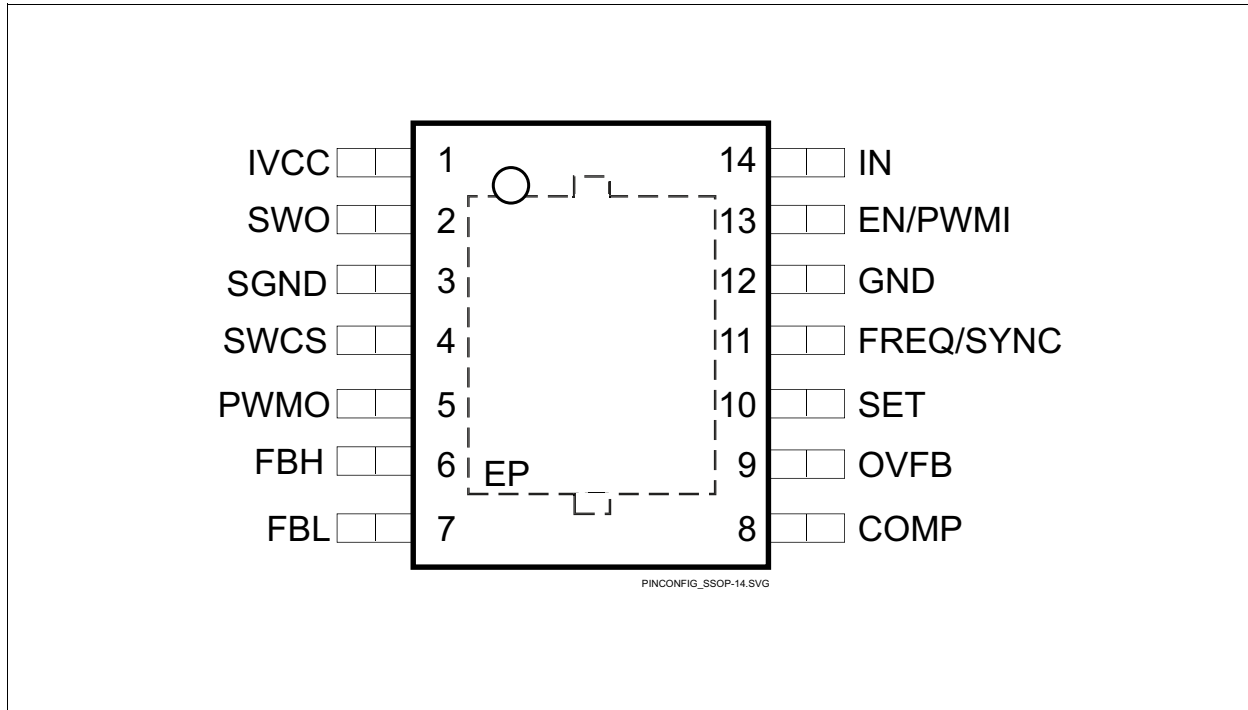 IVCC 1 14 IN
SWO 2 13 EN/PWMI
SGND 3 12 GND
SWCS 4 11 FREQ/SYNC
PWMO 5 10 SET
FBH 6 EP 9 OVFB
FBL 7 8 COMP
PINCONFIG_SSOP-14.SVG